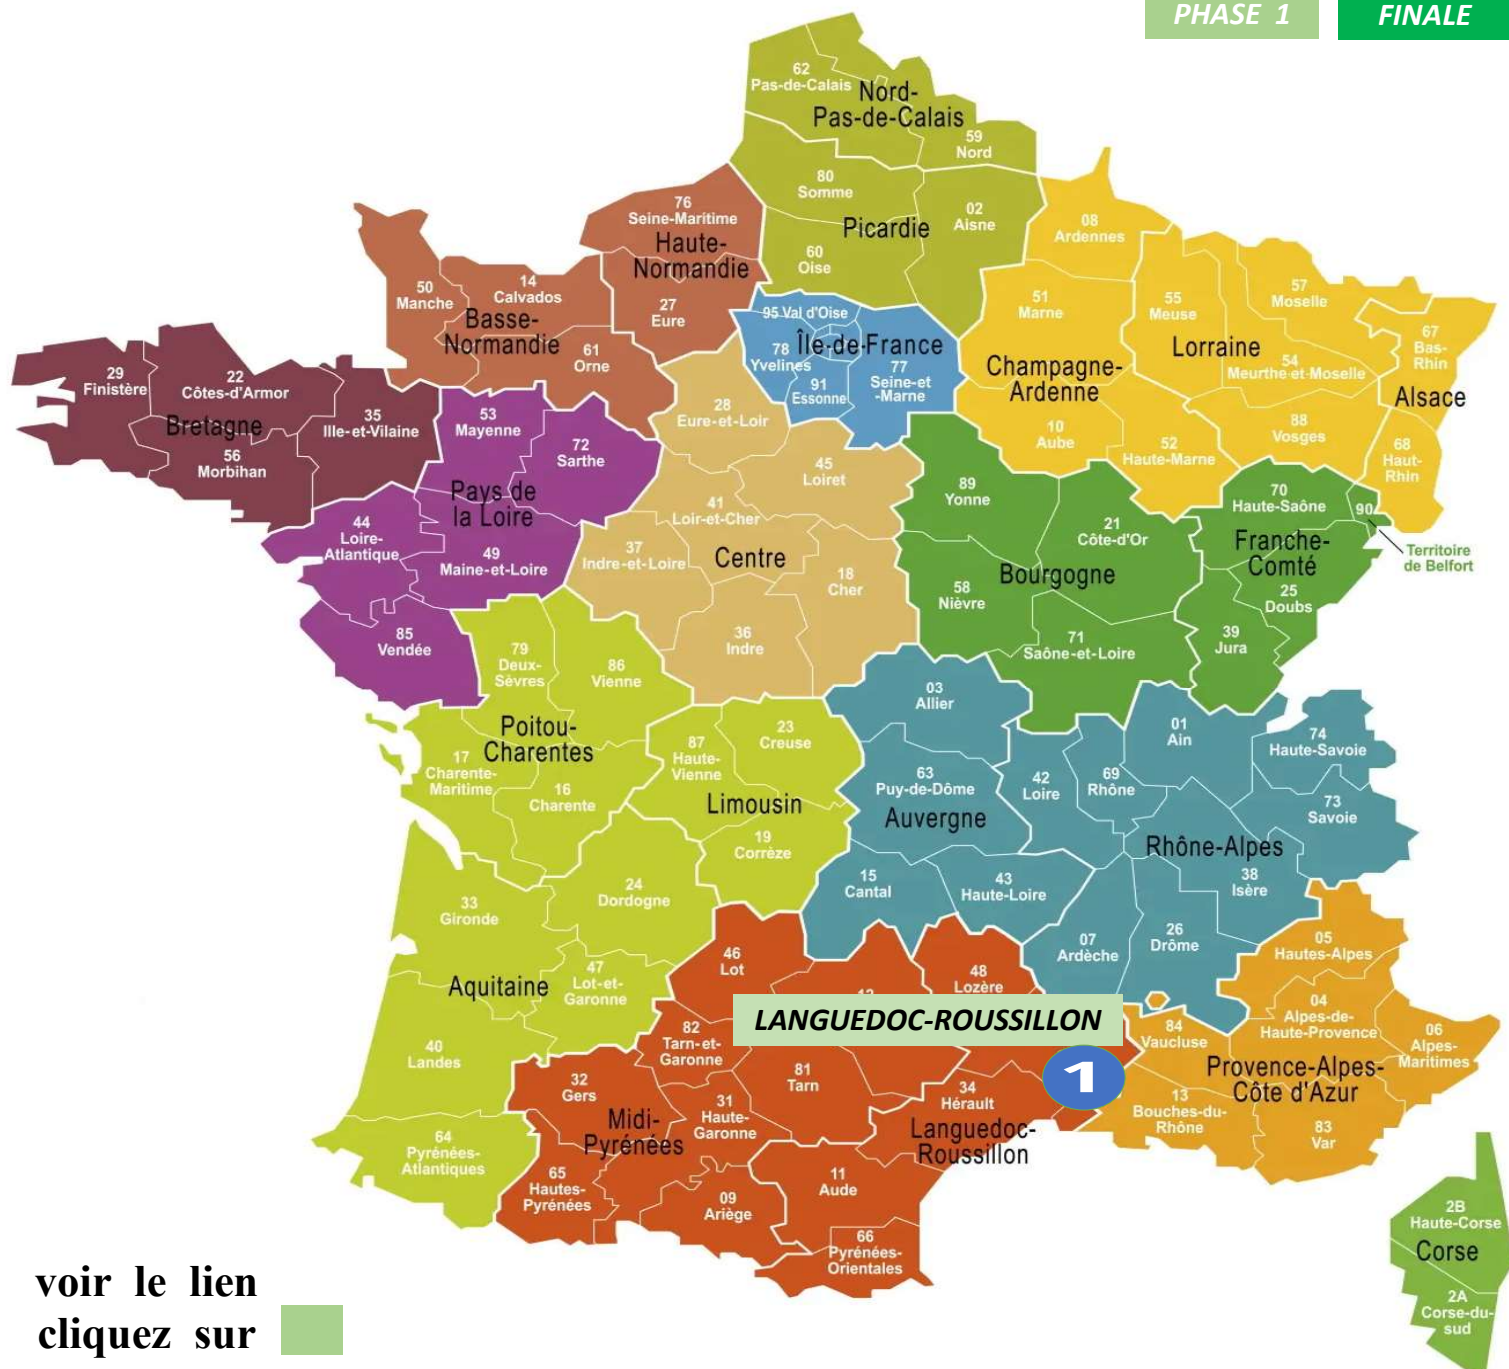 PHASE 1
FINALE
62
Pas-de-Calais
Nord-
Pas-de-Calais
59
Nord
80
Somme
02
Aisne
Picardie
60
Oise
76
Seine-Maritime
Haute-
Normandie
27
Eure
50
Manche
14
Calvados
Basse-
Normandie
61
Orne
08
Ardennes
51
Marne
Champagne-
Ardenne
10
Aube
52
Haute-Marne
55
Meuse
57
Moselle
Lorraine
54
Meurthe-et-Moselle
88
Vosges
67
Bas-
Rhin
Alsace
68
Haut-
Rhin
95 Val d'Oise
Île-de-France
78
Yvelines
91
Essonne
77
Seine-et
-Marne
29
Finistère
22
Côtes-d'Armor
Bretagne
35
Ille-et-Vilaine
56
Morbihan
53
Mayenne
72
Sarthe
Pays de
la Loire
44
Loire-
Atlantique
49
Maine-et-Loire
85
Vendée
28
Eure-et-Loir
45
Loiret
41
Loir-et-Cher
37
Indre-et-Loire
Centre
18
Cher
36
Indre
89
Yonne
21
Côte-d'Or
Bourgogne
58
Nièvre
71
Saône-et-Loire
70
Haute-Saône
90
Territoire
de Belfort
Franche-
Comté
25
Doubs
39
Jura
79
Deux-
Sèvres
86
Vienne
Poitou-
Charentes
17
Charente-
Maritime
16
Charente
87
Haute-
Vienne
23
Creuse
Limousin
19
Corrèze
03
Allier
63
Puy-de-Dôme
Auvergne
15
Cantal
43
Haute-Loire
42
Loire
69
Rhône
01
Ain
74
Haute-Savoie
73
Savoie
Rhône-Alpes
38
Isère
07
Ardèche
26
Drôme
24
Dordogne
33
Gironde
Aquitaine
47
Lot-et-
Garonne
40
Landes
64
Pyrénées-
Atlantiques
46
Lot
48
Lozère
LANGUEDOC-ROUSSILLON
1
82
Tarn-et-
Garonne
81
Tarn
32
Gers
31
Haute-
Garonne
Midi-
Pyrénées
65
Hautes-
Pyrénées
09
Ariège
34
Hérault
Languedoc-
Roussillon
11
Aude
66
Pyrénées-
Orientales
05
Hautes-Alpes
04
Alpes-de-
Haute-Provence
06
Alpes-
Maritimes
84
Vaucluse
Provence-Alpes-
Côte d'Azur
13
Bouches-du-
Rhône
83
Var
2B
Haute-Corse
Corse
2A
Corse-du-
sud
voir le lien
cliquez sur